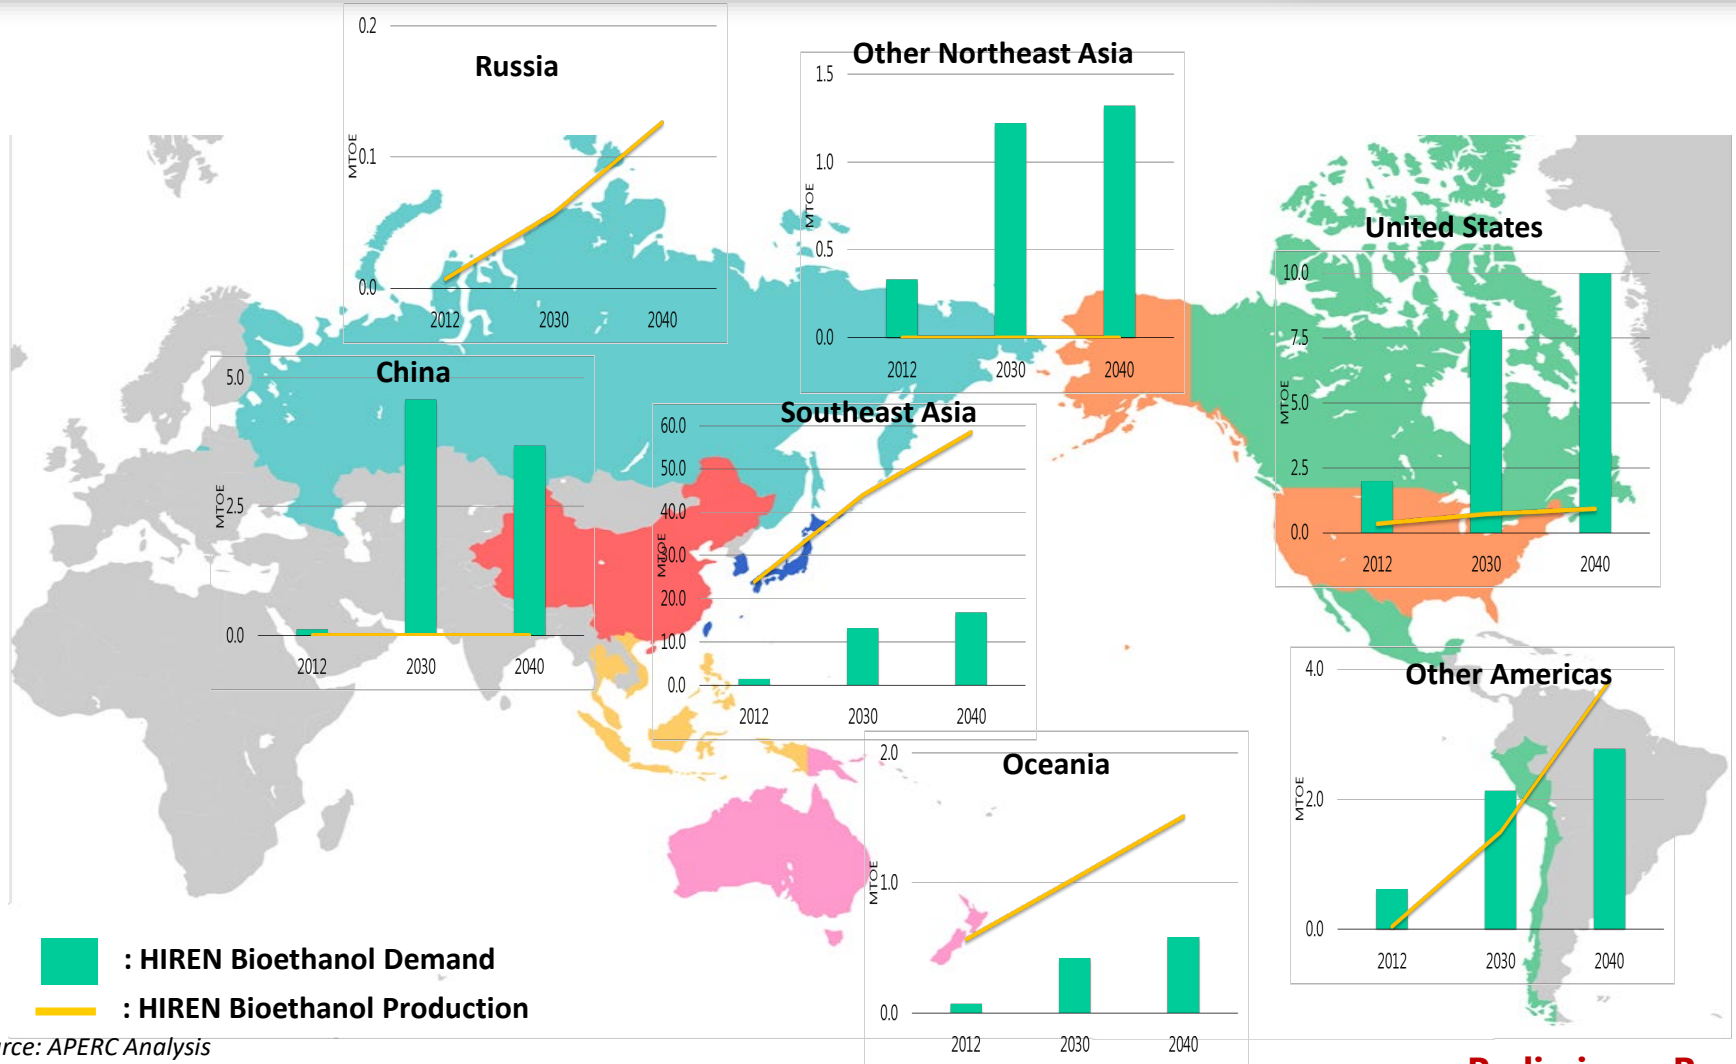 Russia
0.2
0.1
0.0
MTOE
2012 2030 2040
Other Northeast Asia
1.5
1.0
0.5
0.0
MTOE
2012 2030 2040
United States
10.0
7.5
5.0
2.5
0.0
MTOE
2012 2030 2040
China
5.0
2.5
0.0
MTOE
2012 2030 2040
Southeast Asia
60.0
50.0
40.0
30.0
20.0
10.0
0.0
MTOE
2012 2030 2040
Other Americas
4.0
2.0
0.0
MTOE
2012 2030 2040
Oceania
2.0
1.0
0.0
MTOE
2012 2030 2040
: HIREN Bioethanol Demand
: HIREN Bioethanol Production
rce: APERC Analysis